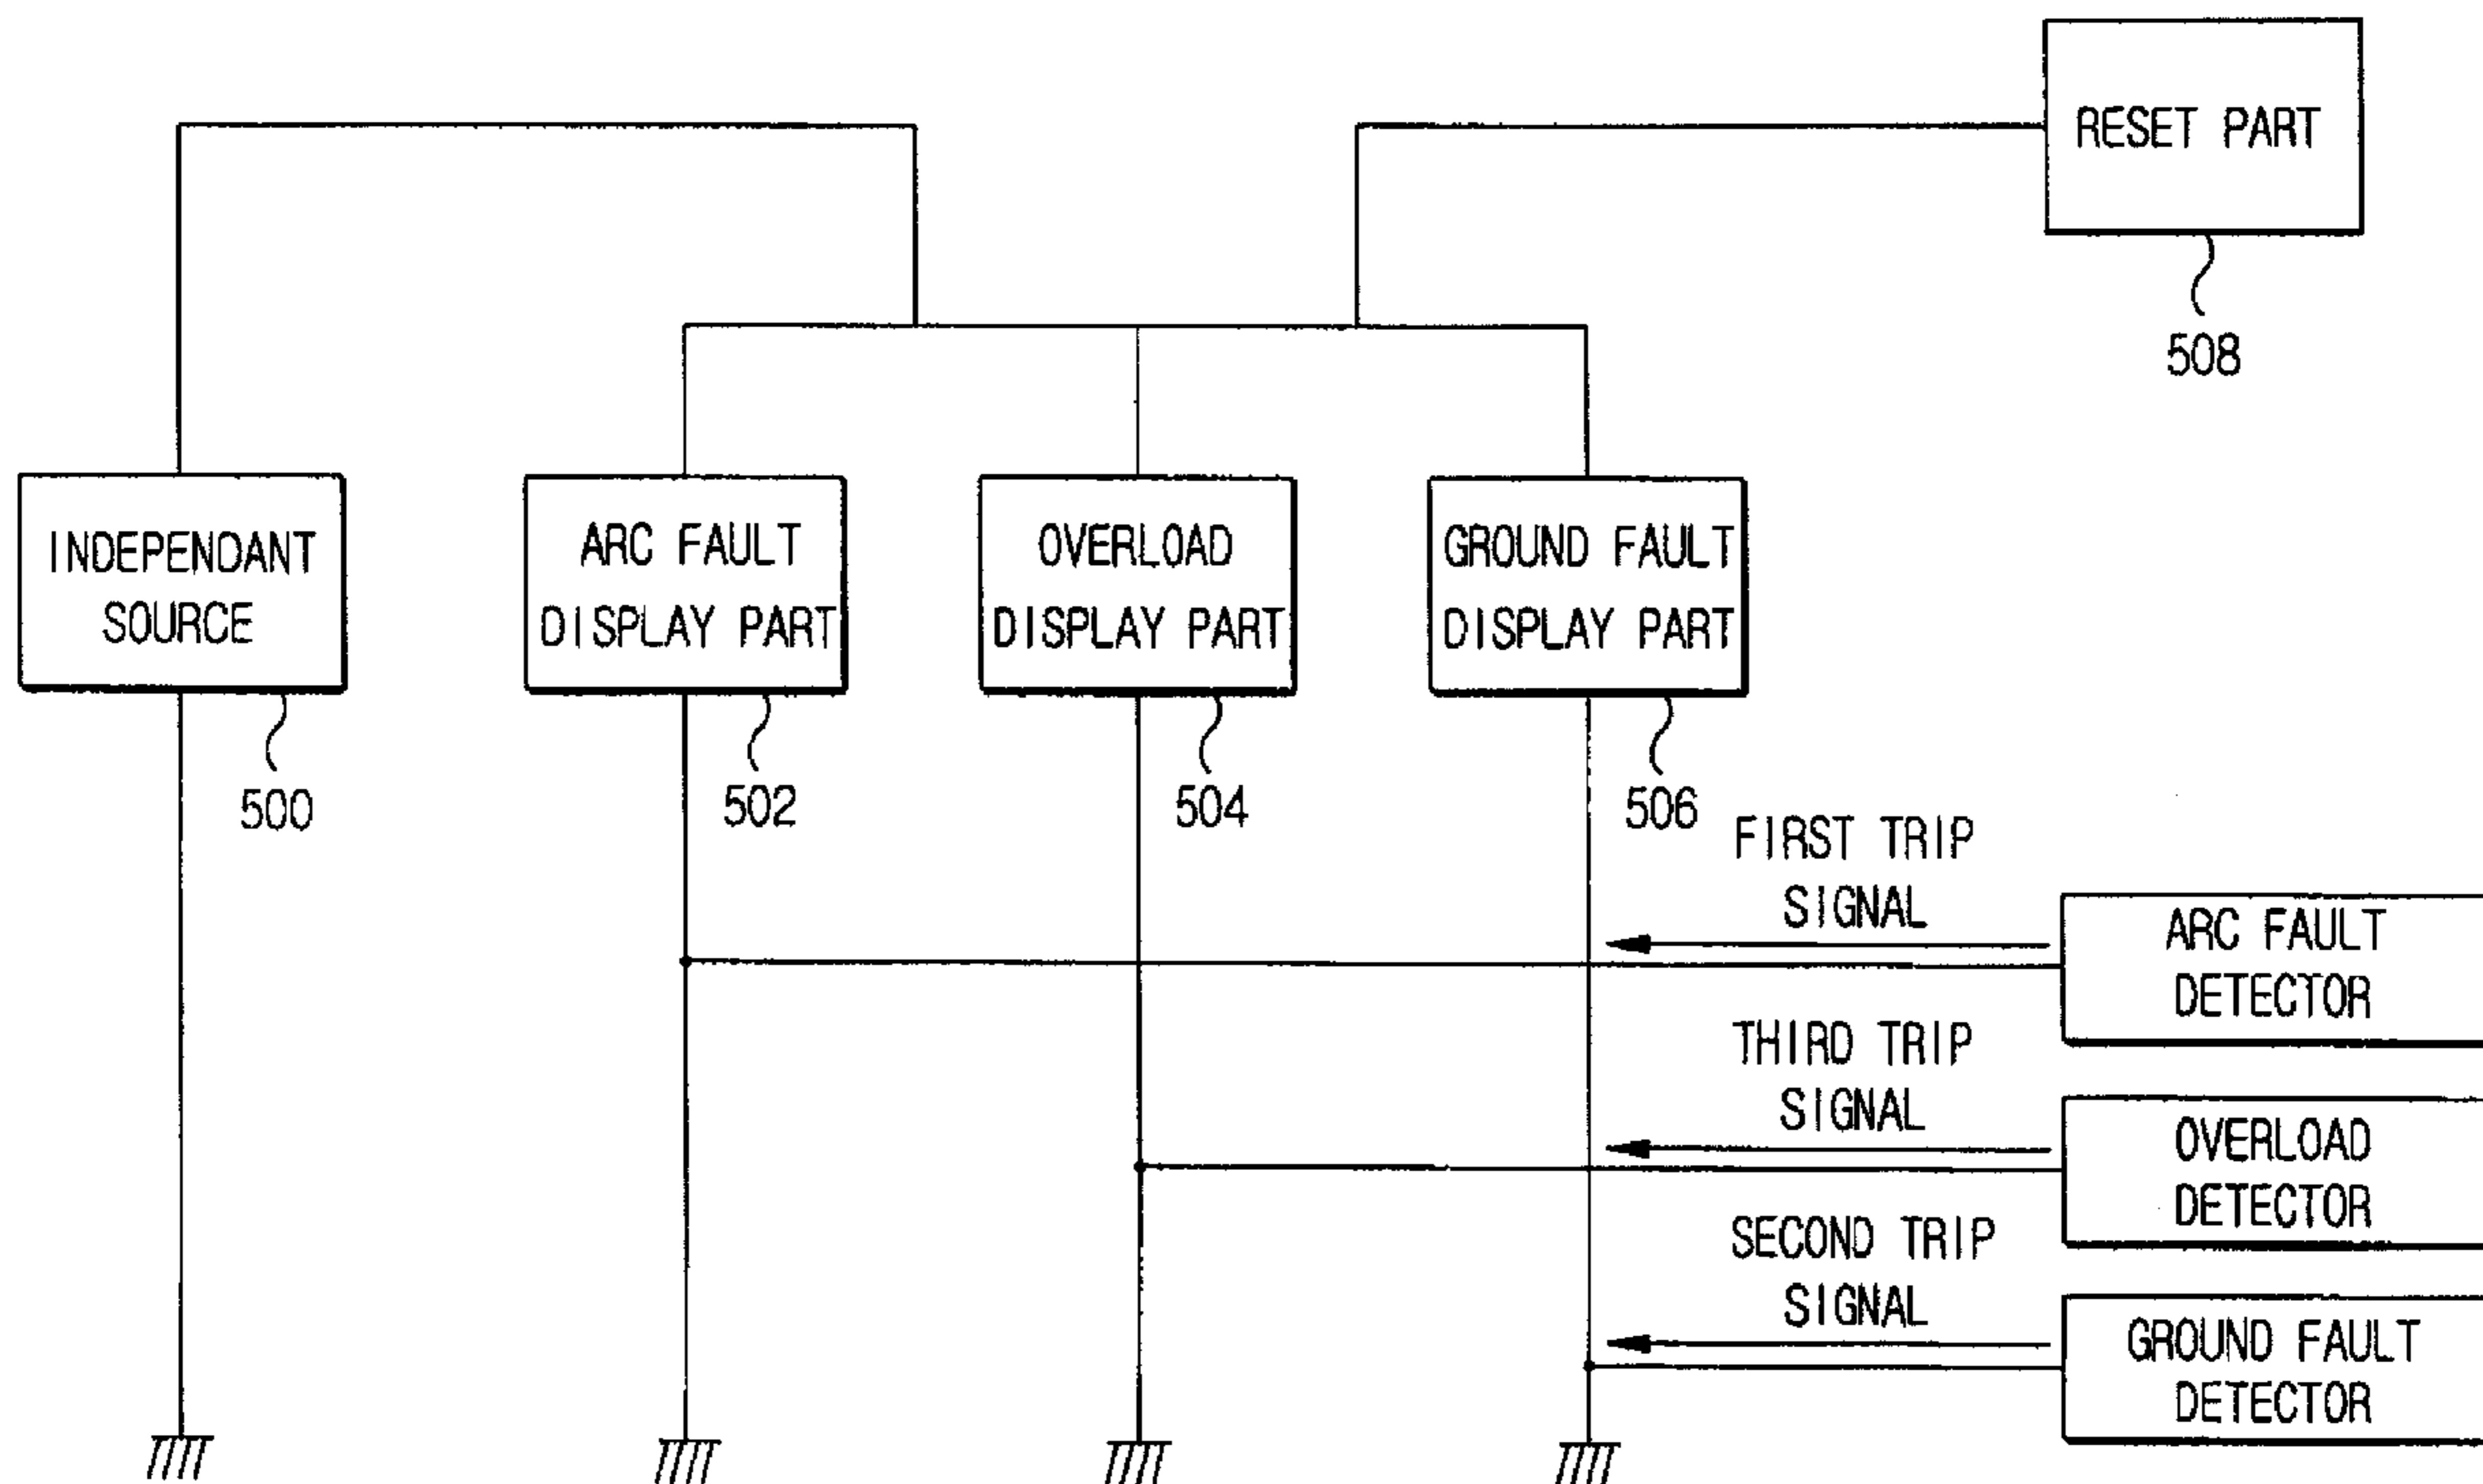 RESET PART
508
INDEPENDANT
SOURCE
500
ARC FAULT
DISPLAY PART
502
OVERLOAD
DISPLAY PART
504
GROUND FAULT
DISPLAY PART
506
FIRST TRIP
SIGNAL
ARC FAULT
DETECTOR
THIRD TRIP
SIGNAL
OVERLOAD
DETECTOR
SECOND TRIP
SIGNAL
GROUND FAULT
DETECTOR